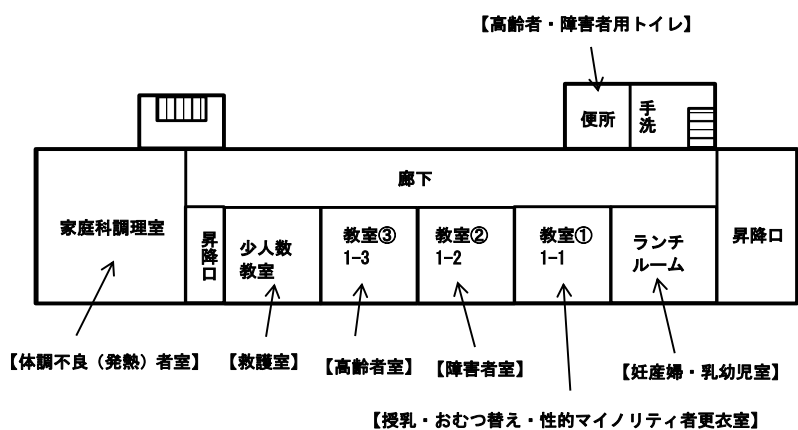 【高齢者・障害者用トイレ】
便所
手洗
廊下
家庭科調理室
昇降口
少人数
教室
教室③
1-3
教室②
1-2
教室①
1-1
ランチ
ルーム
昇降口
【体調不良（発熱）者室】
【救護室】
【高齢者室】
【障害者室】
【妊産婦・乳幼児室】
【授乳・おむつ替え・性的マイノリティ者更衣室】